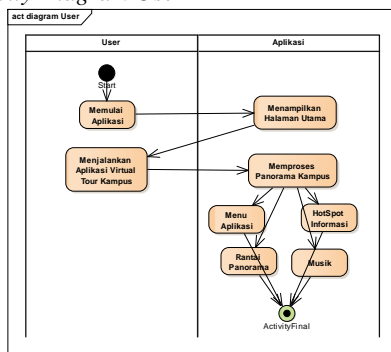 act diagram User
User
Aplikasi
Start
Memulai
Aplikasi
Menampilkan
Halaman Utama
Menjalankan
Aplikasi Virtual
Tour Kampus
Memproses
Panorama Kampus
Menu
Aplikasi
HotSpot
Informasi
Rantai
Panorama
Musik
ActivityFinal